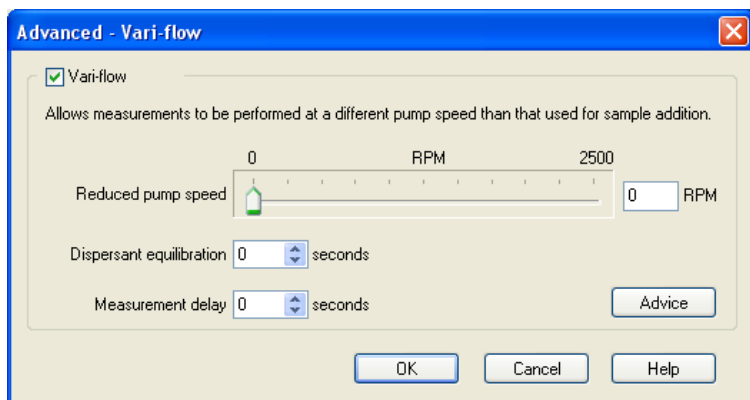 Advanced - Vari-flow
Vari-flow
Allows measurements to be performed at a different pump speed than that used for sample addition.
0 RPM 2500
Reduced pump speed 0 RPM
Dispersant equilibration 0 seconds
Measurement delay 0 seconds Advice
OK Cancel Help